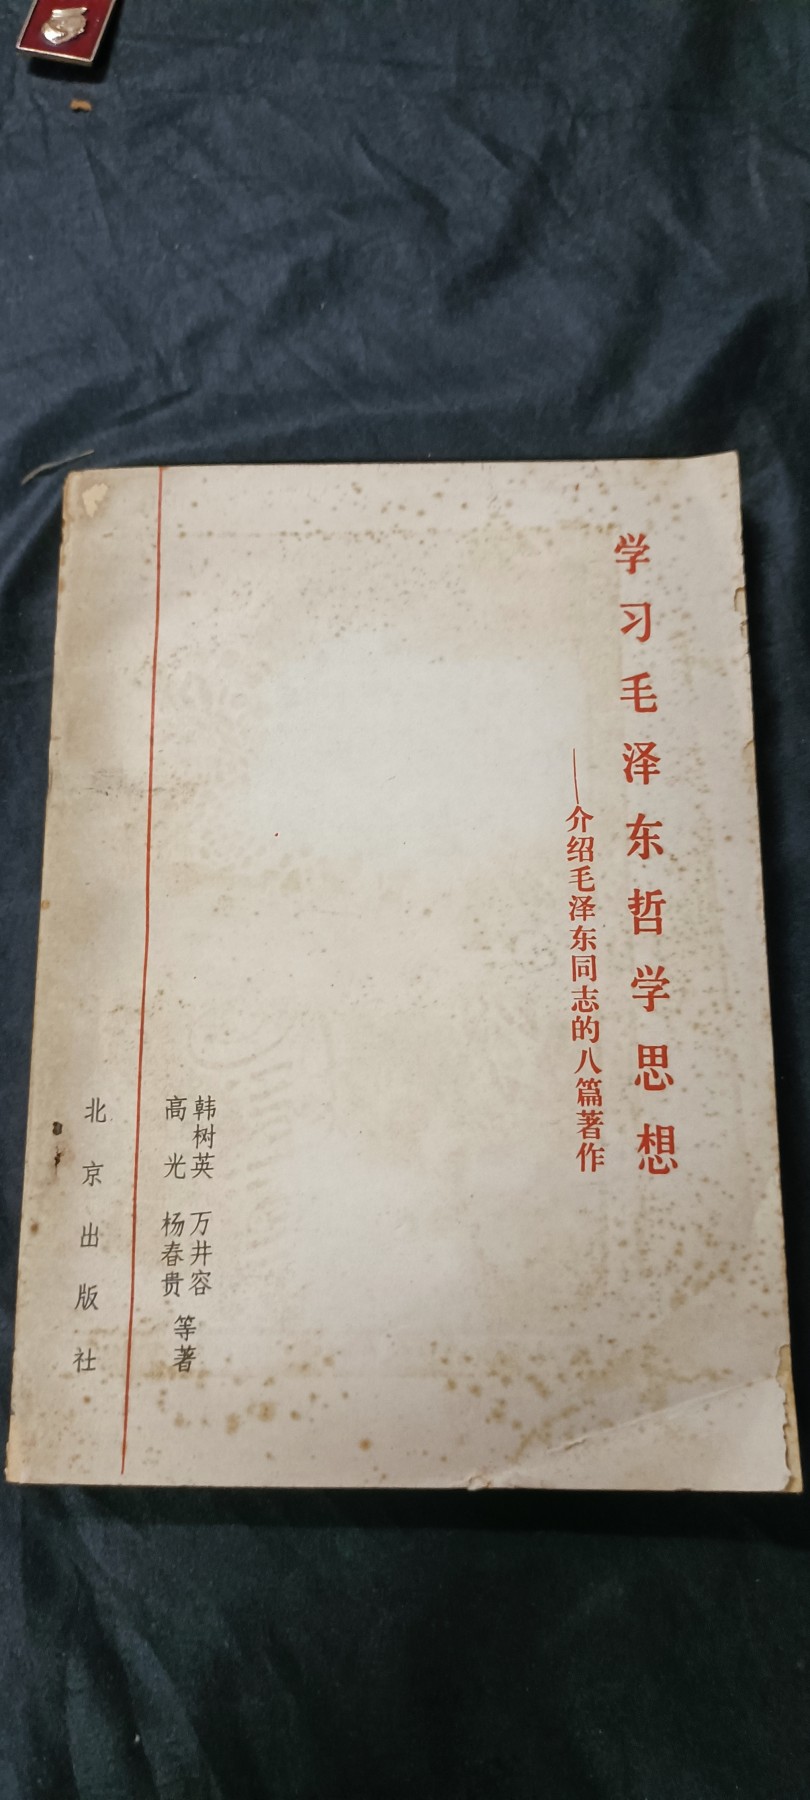 学习毛泽东哲学思想
——介绍毛泽东同志的八篇著作
韩树英 万井容
高光 杨春贵 等著
北京出版社